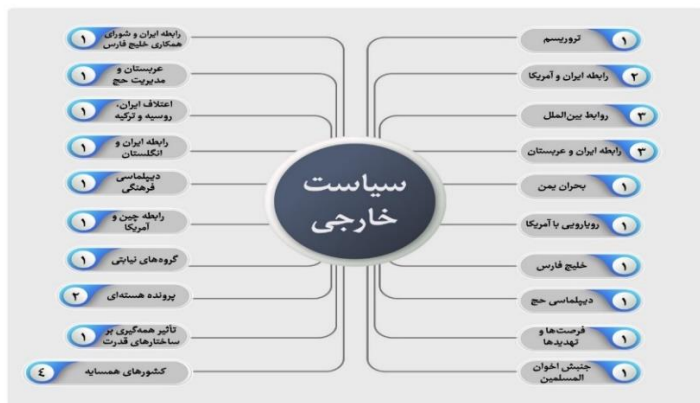 سیاست
خارجی
تروریسم
۱
رابطه ایران و آمریکا
۲
روابط بین‌الملل
۳
رابطه ایران و عربستان
۳
بحران یمن
۱
رویارویی با آمریکا
۱
خلیج فارس
۱
دیپلماسی حج
۱
فرصت‌ها و
تهدیدها
۱
جنبش اخوان
المسلمین
۱
رابطه ایران و شورای
همکاری خلیج فارس
۱
عربستان و
مدیریت حج
۱
اعتلاف ایران،
روسیه و ترکیه
۱
رابطه ایران و
انگلستان
۱
دیپلماسی
فرهنگی
۱
رابطه چین و
آمریکا
۱
گروه‌های نیابتی
۱
پرونده هسته‌ای
۲
تأثیر همه‌گیری بر
ساختارهای قدرت
۱
کشورهای همسایه
٤